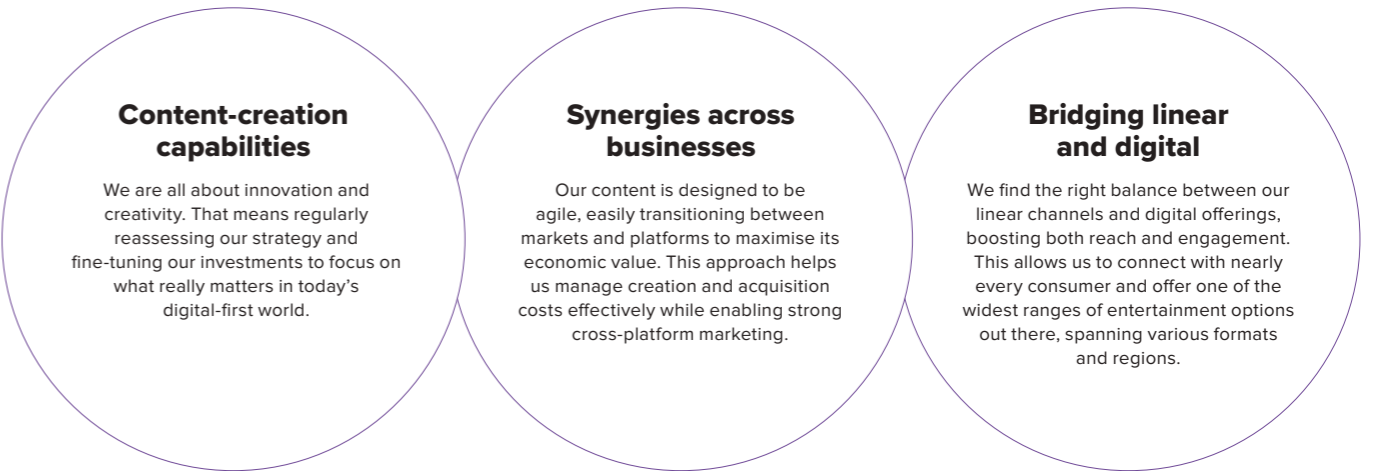 Content-creation
capabilities
We are all about innovation and
creativity. That means regularly
reassessing our strategy and
fine-tuning our investments to focus on
what really matters in today’s
digital-first world.
Synergies across
businesses
Our content is designed to be
agile, easily transitioning between
markets and platforms to maximise its
economic value. This approach helps
us manage creation and acquisition
costs effectively while enabling strong
cross-platform marketing.
Bridging linear
and digital
We find the right balance between our
linear channels and digital offerings,
boosting both reach and engagement.
This allows us to connect with nearly
every consumer and offer one of the
widest ranges of entertainment options
out there, spanning various formats
and regions.